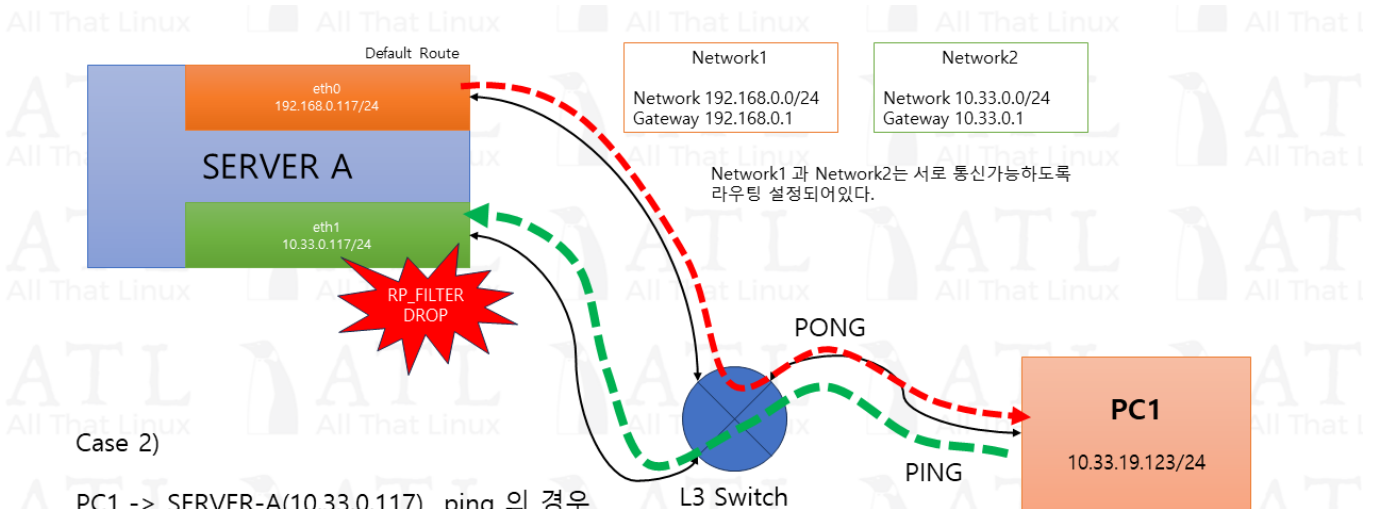 Default Route
eth0
192.168.0.117/24
SERVER A
eth1
10.33.0.117/24
RP_FILTER
DROP
Network1
Network 192.168.0.0/24
Gateway 192.168.0.1
Network2
Network 10.33.0.0/24
Gateway 10.33.0.1
Network1 과 Network2는 서로 통신가능하도록
라우팅 설정되어있다.
PONG
PING
L3 Switch
PC1
10.33.19.123/24
Case 2)
PC1 -> SERVER-A(10.33.0.117) ping 의 경우
ATL
All That Linux